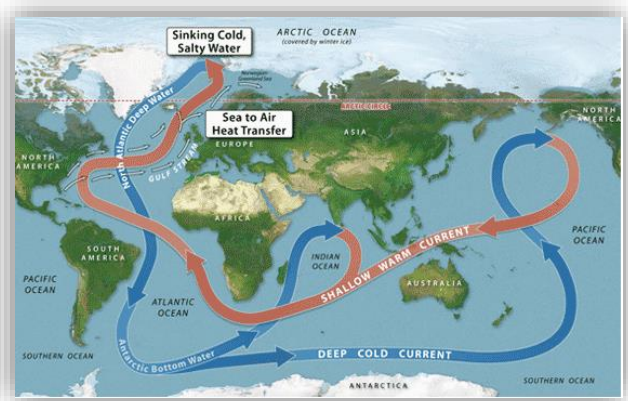 Sinking Cold,
Salty Water
ARCTIC OCEAN
(covered by winter ice)
Norwegian
Greenland Sea
ARCTIC CIRCLE
North Atlantic Deep Water
Sea to Air
Heat Transfer
GULF STREAM
EUROPE
ASIA
NORTH
AMERICA
NORTH
AMERICA
AFRICA
SOUTH
AMERICA
PACIFIC
OCEAN
ATLANTIC
OCEAN
INDIAN
OCEAN
SHALLOW WARM CURRENT
AUSTRALIA
PACIFIC
OCEAN
Antarctic Bottom Water
DEEP COLD CURRENT
SOUTHERN OCEAN
ANTARCTICA
SOUTHERN OCEAN